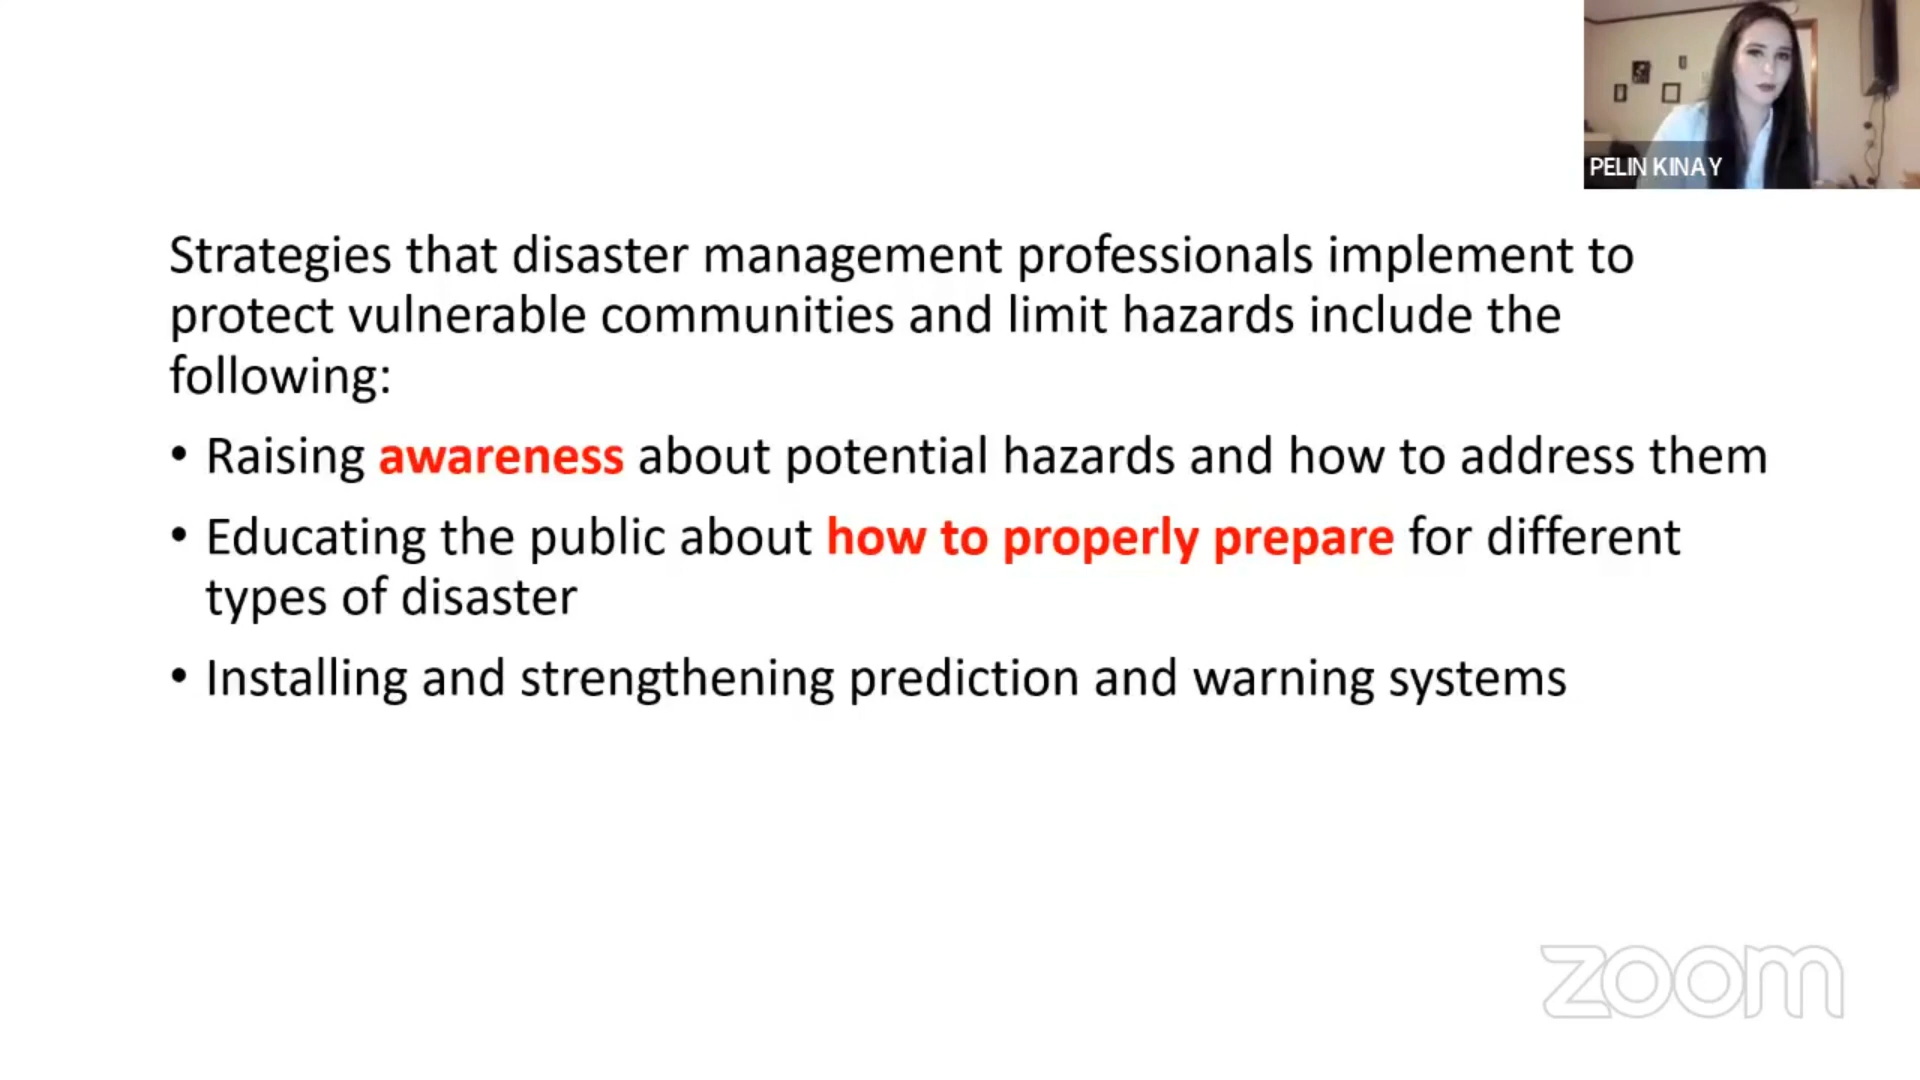 PELIN KINAY
Strategies that disaster management professionals implement to
protect vulnerable communities and limit hazards include the
following:
• Raising awareness about potential hazards and how to address them
• Educating the public about how to properly prepare for different
types of disaster
• Installing and strengthening prediction and warning systems
zoom